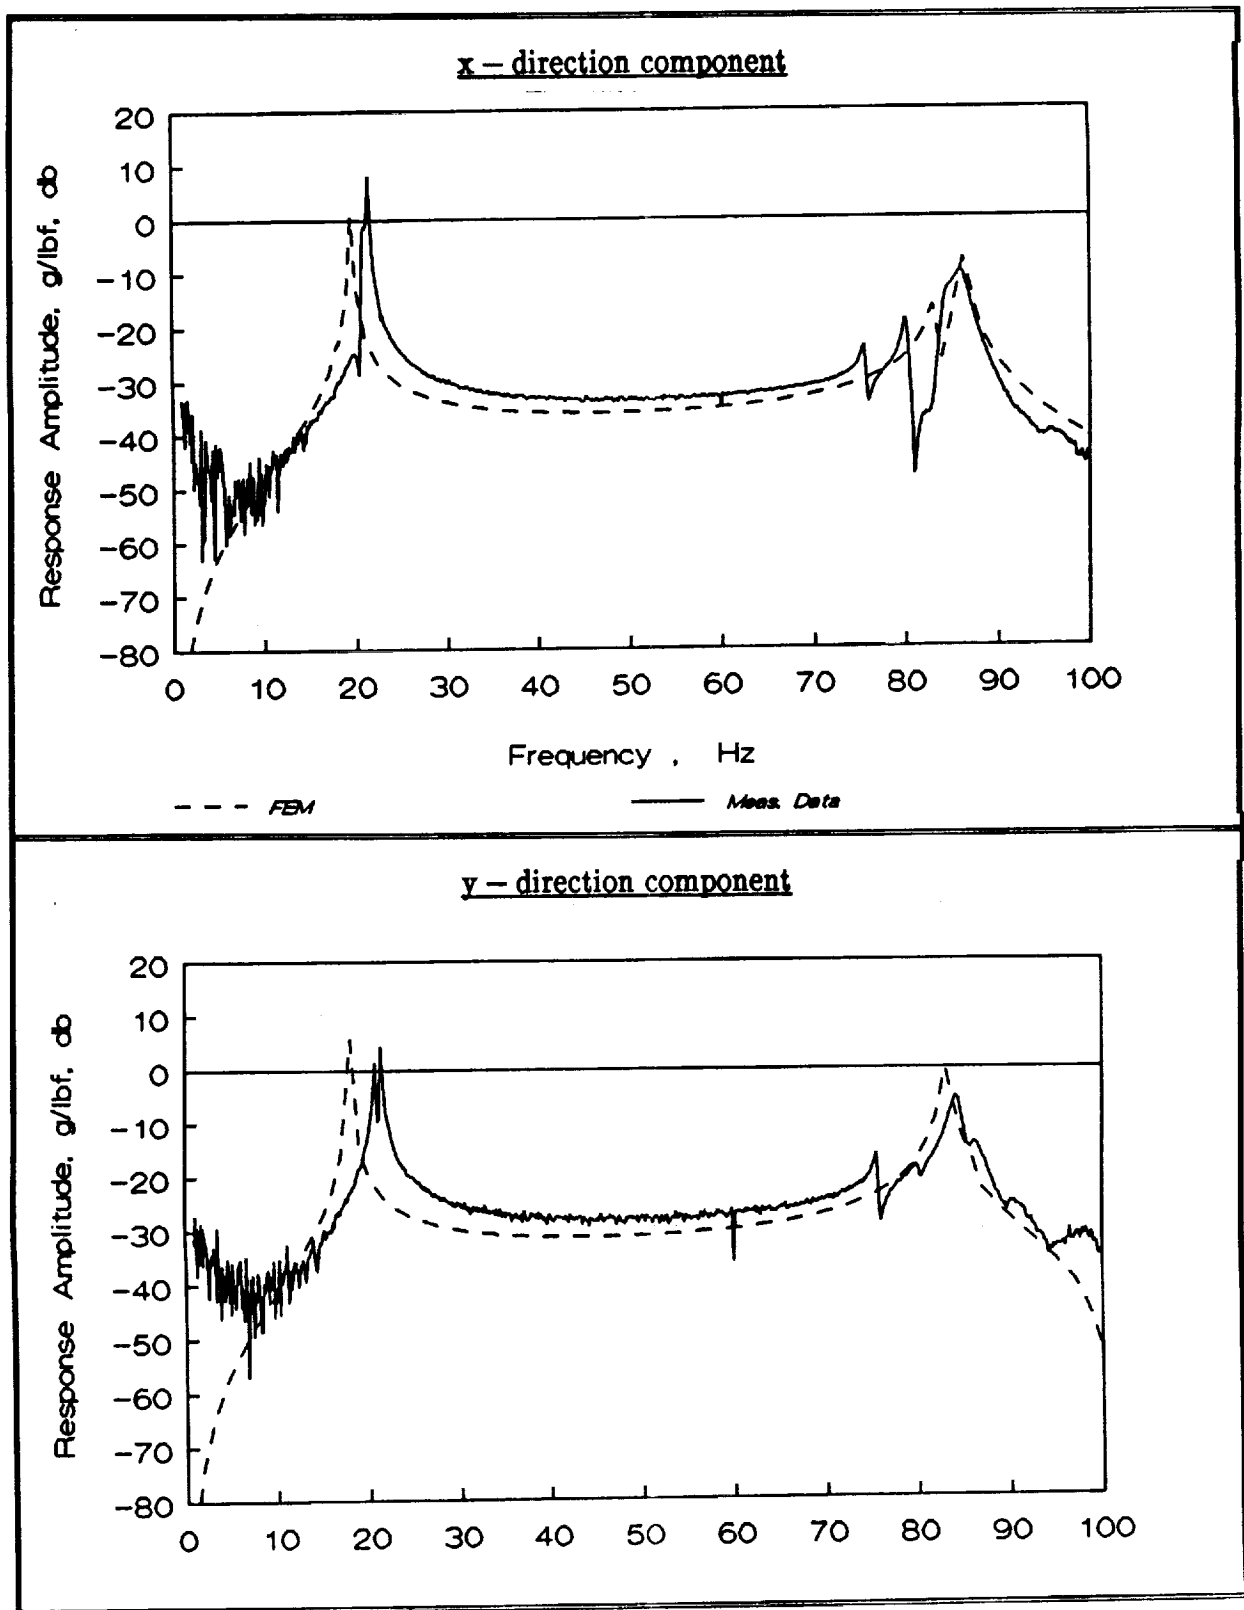 x – direction component
20
10
0
-10
-20
-30
-40
-50
-60
-70
-80
Response Amplitude, g/lbf, db
0 10 20 30 40 50 60 70 80 90 100
Frequency , Hz
FEM
Meas. Data
y – direction component
20
10
0
-10
-20
-30
-40
-50
-60
-70
-80
Response Amplitude, g/lbf, db
0 10 20 30 40 50 60 70 80 90 100